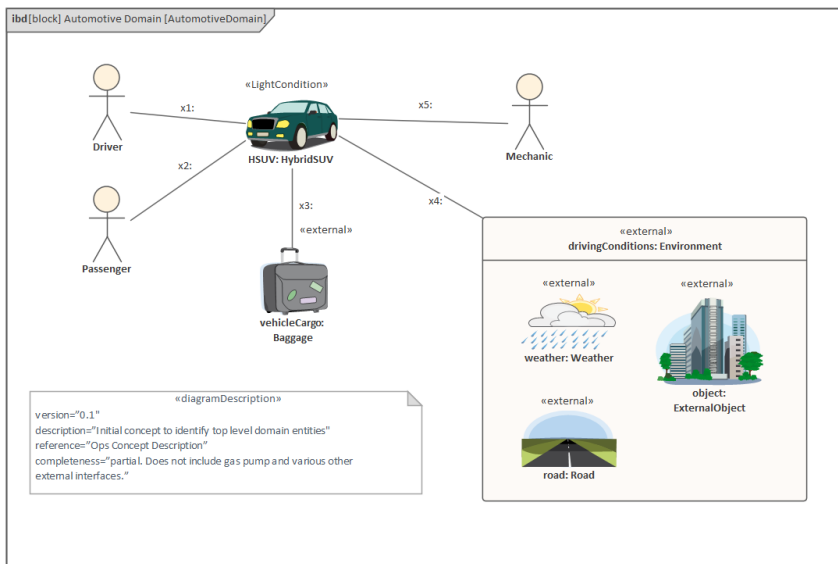 ibd [block] Automotive Domain [AutomotiveDomain]
«LightCondition»
x1:
x5:
Driver
HSUV: HybridSUV
Mechanic
x2:
x3:
x4:
«external»
Passenger
vehicleCargo:
Baggage
«external»
drivingConditions: Environment
«external»
«external»
weather: Weather
object:
ExternalObject
«external»
road: Road
«diagramDescription»
version="0.1"
description="Initial concept to identify top level domain entities"
reference="Ops Concept Description"
completeness="partial. Does not include gas pump and various other
external interfaces."